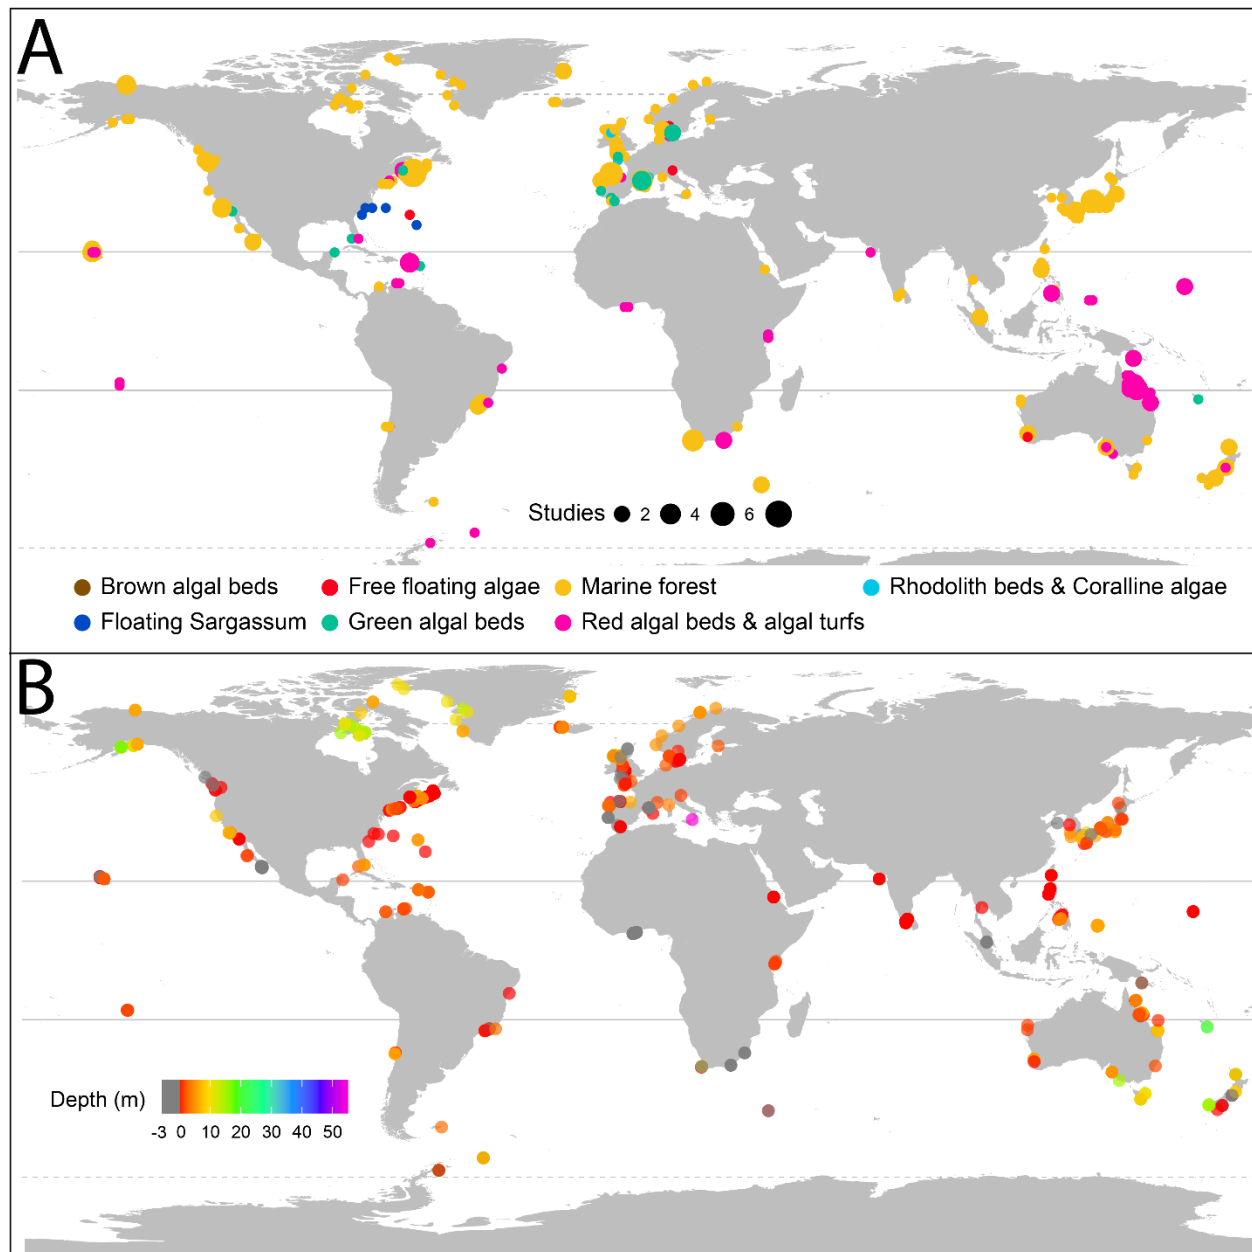 A
Studies 2 4 6
Brown algal beds Free floating algae Marine forest Rhodolith beds & Coralline algae
Floating Sargassum Green algal beds Red algal beds & algal turfs
B
Depth (m)
-3 0 10 20 30 40 50